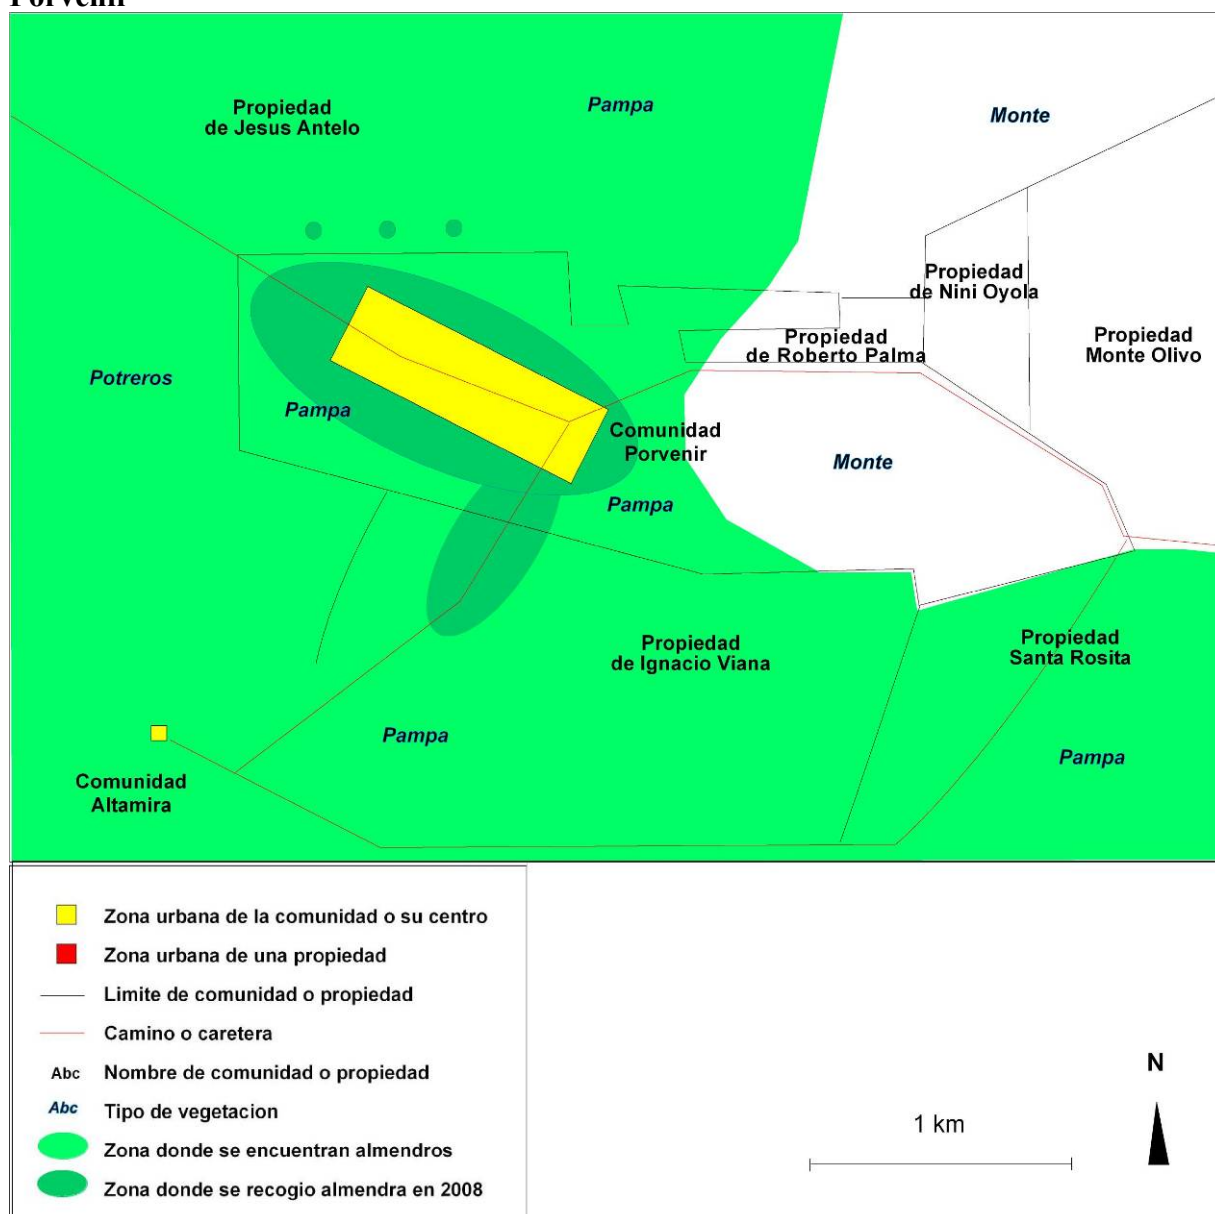 Porvenir
Propiedad
de Jesus Antelo
Pampa
Monte
Propiedad
de Nini Oyola
Propiedad
de Roberto Palma
Propiedad
Monte Olivo
Potreros
Pampa
Comunidad
Porvenir
Monte
Pampa
Propiedad
de Ignacio Viana
Propiedad
Santa Rosita
Pampa
Pampa
Comunidad
Altamira
Zona urbana de la comunidad o su centro
Zona urbana de una propiedad
Limite de comunidad o propiedad
Camino o caretera
Abc Nombre de comunidad o propiedad
Abc Tipo de vegetacion
Zona donde se encuentran almendros
Zona donde se recogio almendra en 2008
1 km
N